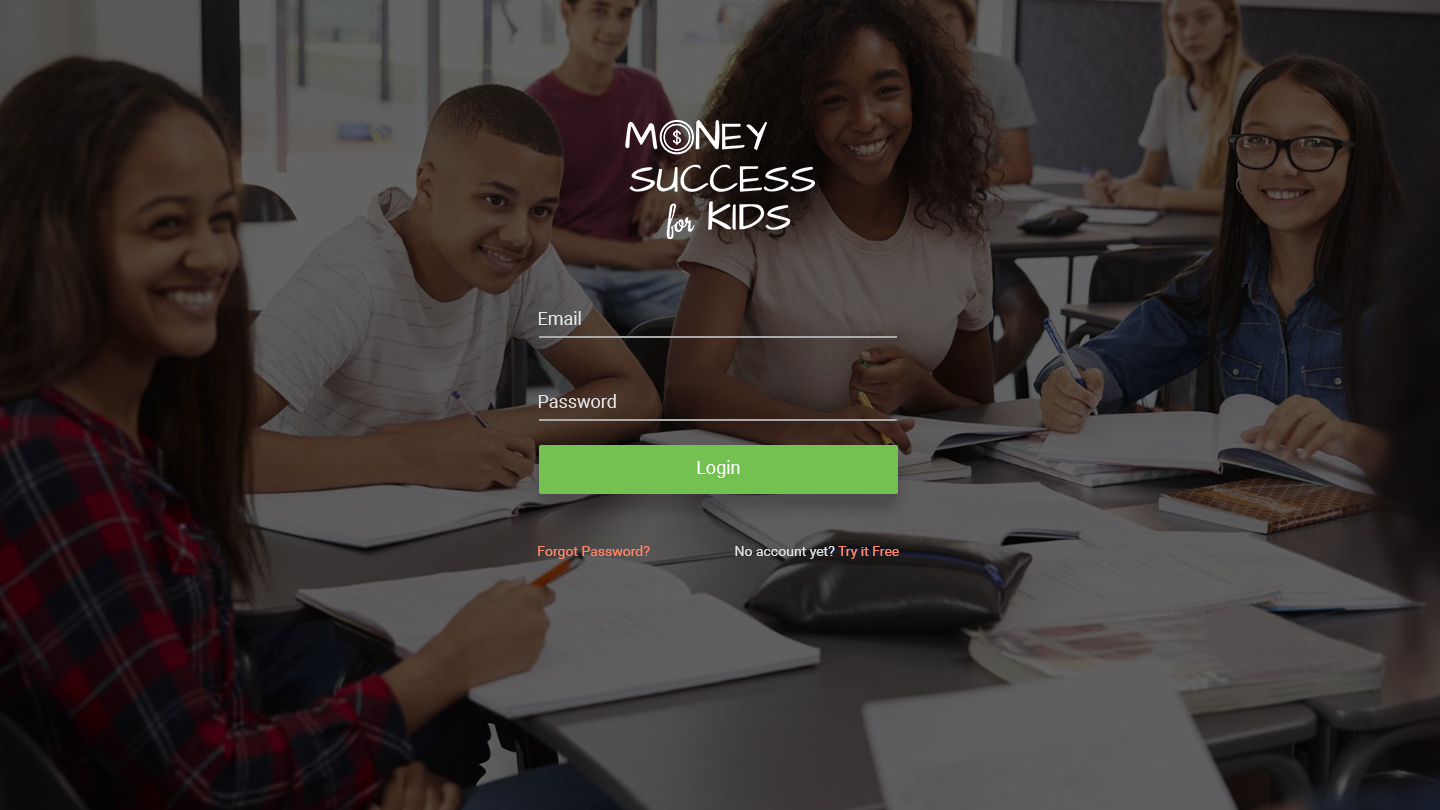 MONEY
SUCCESS
for KIDS
Email
Password
Login
Forgot Password?
No account yet? Try it Free